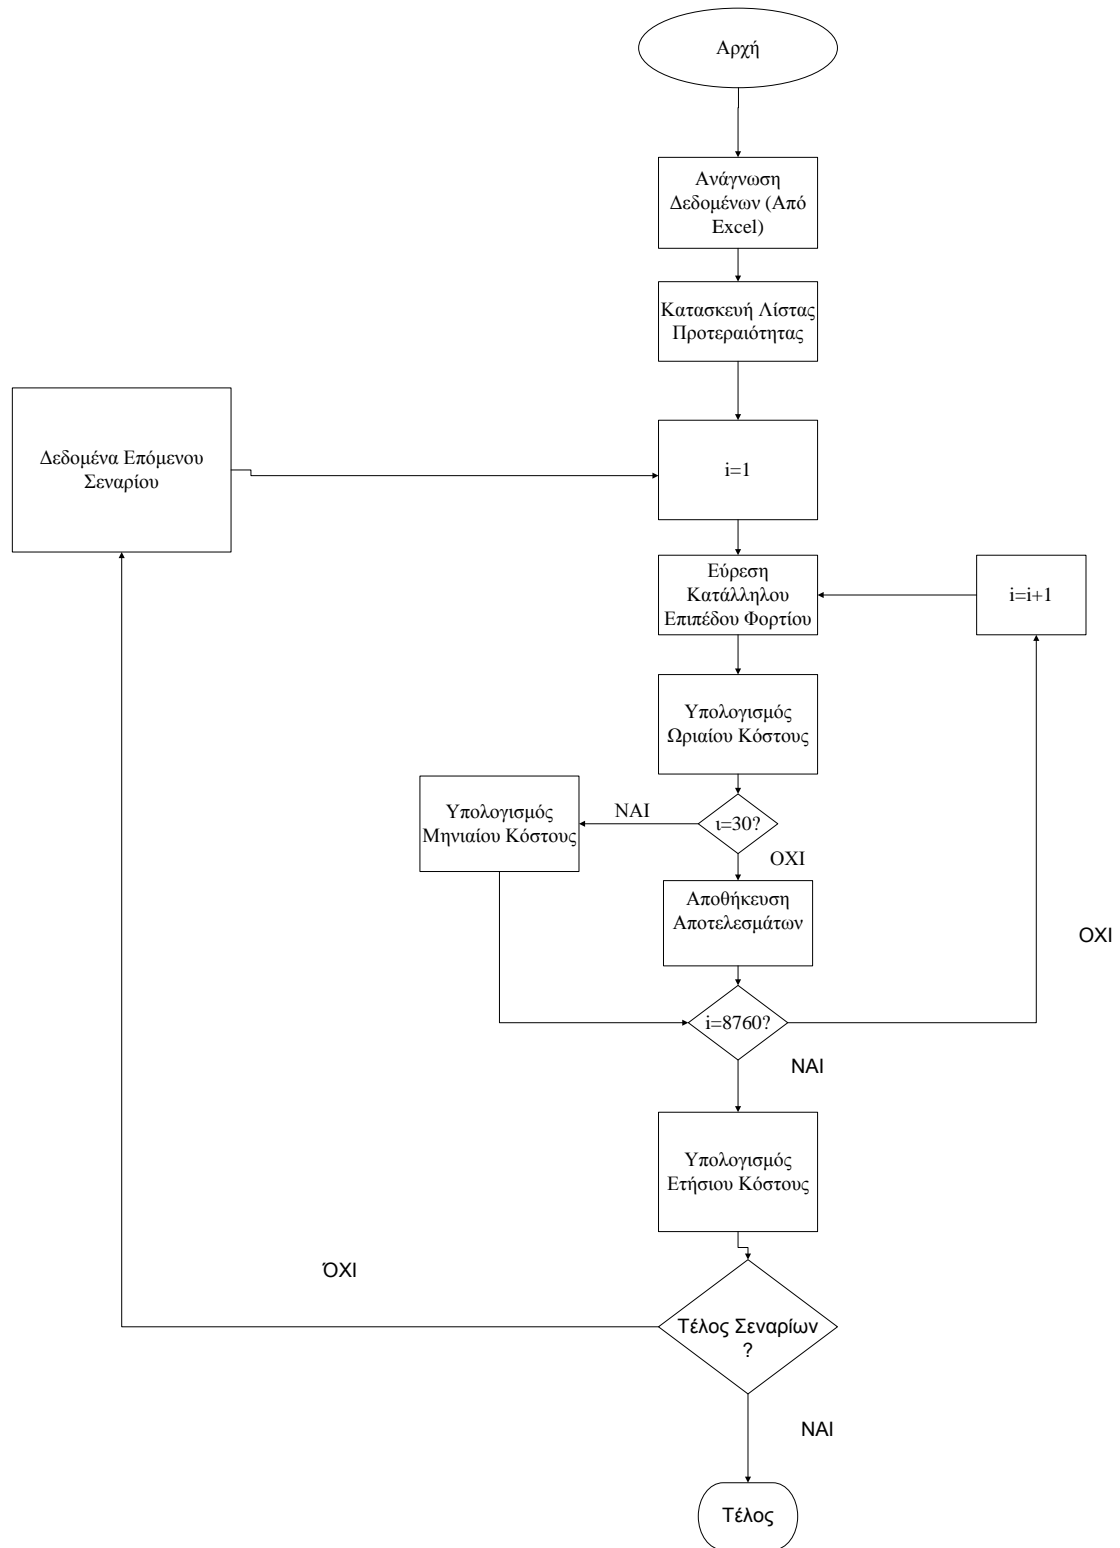 Αρχή
Ανάγνωση
Δεδομένων (Από
Excel)
Κατασκευή Λίστας
Προτεραιότητας
Δεδομένα Επόμενου
Σεναρίου
i=1
Εύρεση
Κατάλληλου
Επιπέδου Φορτίου
i=i+1
Υπολογισμός
Ωριαίου Κόστους
Υπολογισμός
Μηνιαίου Κόστους
ΝΑΙ
ι=30?
ΟΧΙ
Αποθήκευση
Αποτελεσμάτων
ΟΧΙ
i=8760?
ΝΑΙ
Υπολογισμός
Ετήσιου Κόστους
ΌΧΙ
Τέλος Σεναρίων
?
ΝΑΙ
Τέλος